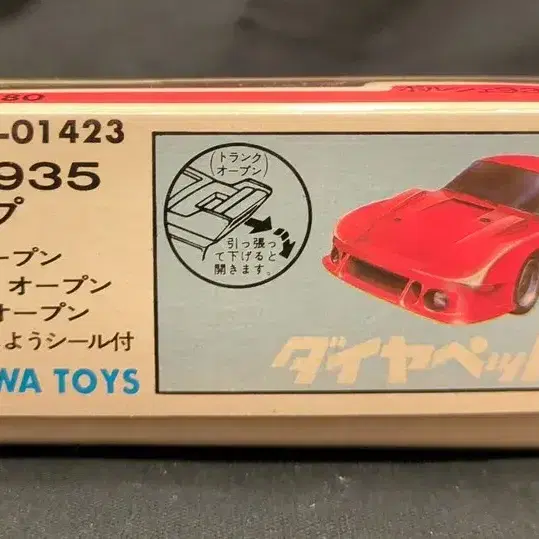 80
-01423
935
プ
ープン
オープン
オープン
ようシール付
WA TOYS
(トランク
オープン)
引っ張っ
て下げると
開きます。
ダイヤペッ